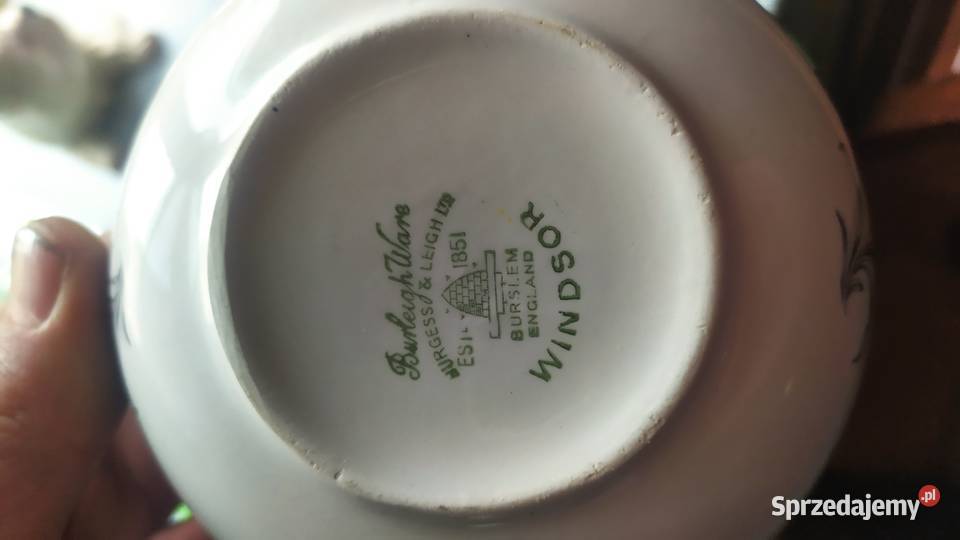 Burleigh Ware
BURGESS & LEIGH LTD
EST. 1851
BURSLEM
ENGLAND
WINDSOR
Sprzedajemy.pl